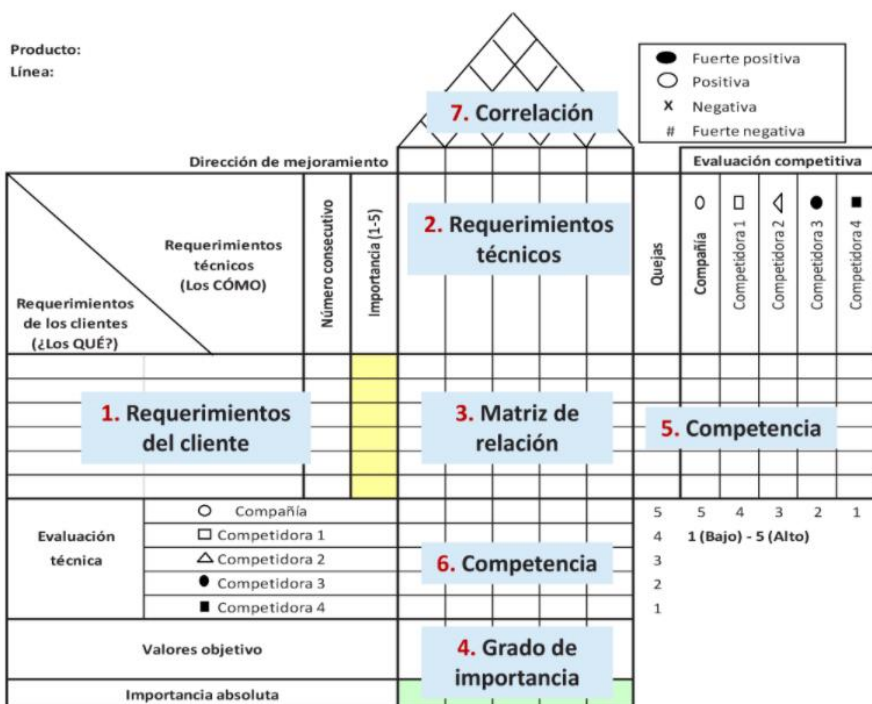 Producto:
Línea:
7. Correlación
Fuerte positiva
Positiva
X Negativa
# Fuerte negativa
Dirección de mejoramiento
Evaluación competitiva
Requerimientos
técnicos
(Los CÓMO)
Requerimientos
de los clientes
(¿Los QUÉ?)
Número consecutivo
Importancia (1-5)
2. Requerimientos
técnicos
Quejas
Compañía
Competidora 1
Competidora 2
Competidora 3
Competidora 4
1. Requerimientos
del cliente
3. Matriz de
relación
5. Competencia
Evaluación
técnica
Compañía
Competidora 1
Competidora 2
Competidora 3
Competidora 4
6. Competencia
5 5 4 3 2 1
4 1 (Bajo) - 5 (Alto)
3
2
1
Valores objetivo
4. Grado de
importancia
Importancia absoluta